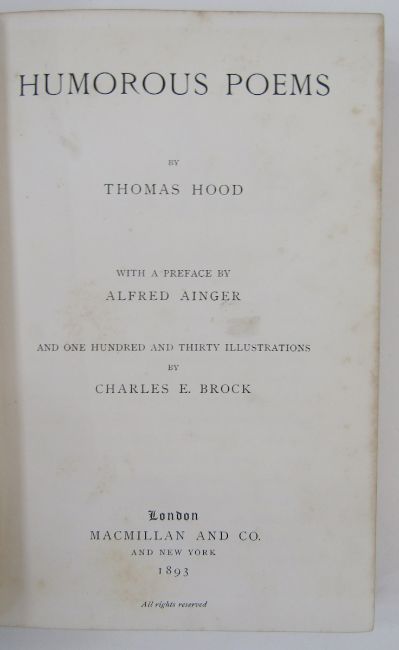 HUMOROUS POEMS
BY
THOMAS HOOD
WITH A PREFACE BY
ALFRED AINGER
AND ONE HUNDRED AND THIRTY ILLUSTRATIONS
BY
CHARLES E. BROCK
London
MACMILLAN AND CO.
AND NEW YORK
1893
All rights reserved